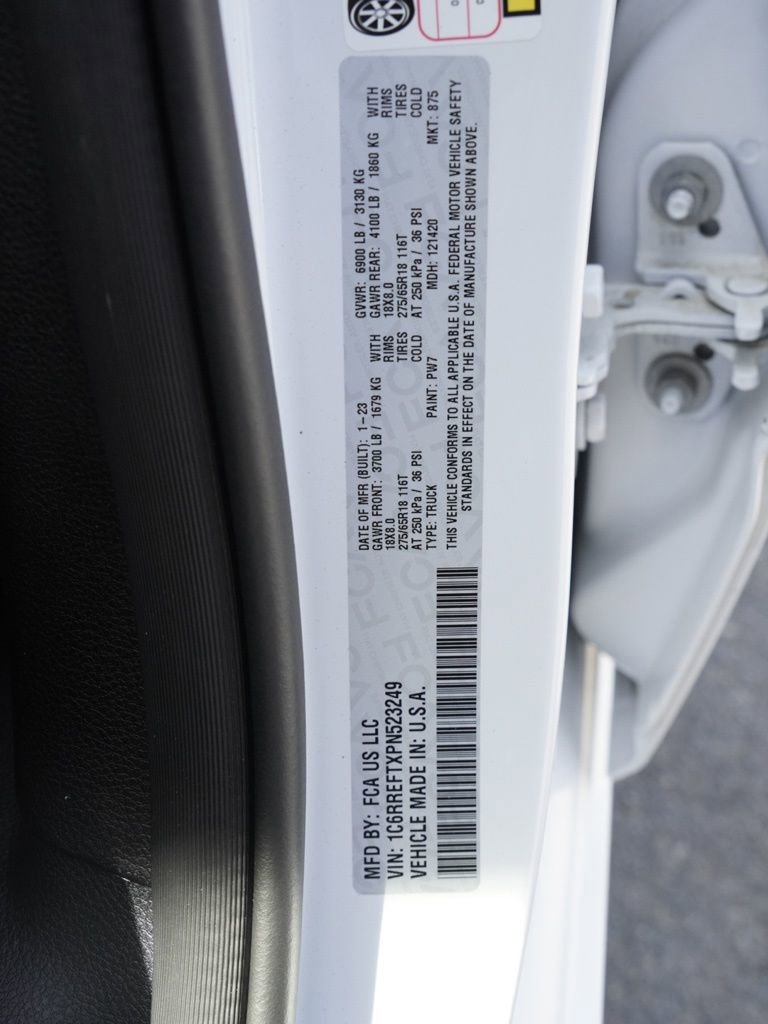 MFD BY: FCA US LLC
VIN: 1C6RREFTXPN523249
VEHICLE MADE IN: U.S.A.
DATE OF MFR (BUILT): 1-23
GAWR FRONT: 3700 LB / 1679 KG WITH
18X8.0 RIMS
275/65R18 116T TIRES
AT 250 kPa / 36 PSI COLD
GVWR: 6900 LB / 3130 KG
GAWR REAR: 4100 LB / 1860 KG WITH
18X8.0 RIMS
275/65R18 116T TIRES
AT 250 kPa / 36 PSI COLD
TYPE: TRUCK PAINT: PW7 MDH: 121420 MKT: 875
THIS VEHICLE CONFORMS TO ALL APPLICABLE U.S.A. FEDERAL MOTOR VEHICLE SAFETY
STANDARDS IN EFFECT ON THE DATE OF MANUFACTURE SHOWN ABOVE.